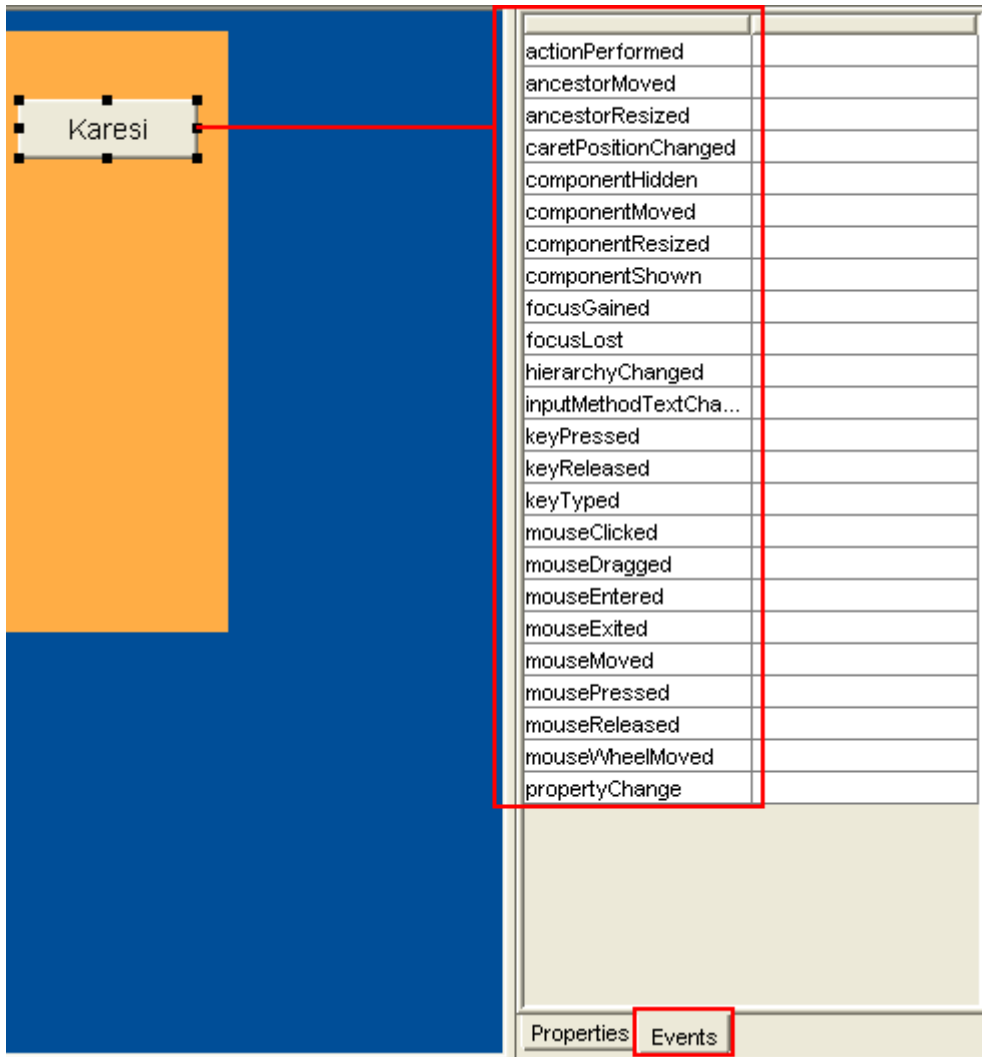 Karesi
actionPerformed
ancestorMoved
ancestorResized
caretPositionChanged
componentHidden
componentMoved
componentResized
componentShown
focusGained
focusLost
hierarchyChanged
inputMethodTextCha...
keyPressed
keyReleased
keyTyped
mouseClicked
mouseDragged
mouseEntered
mouseExited
mouseMoved
mousePressed
mouseReleased
mouseWheelMoved
propertyChange
Properties Events